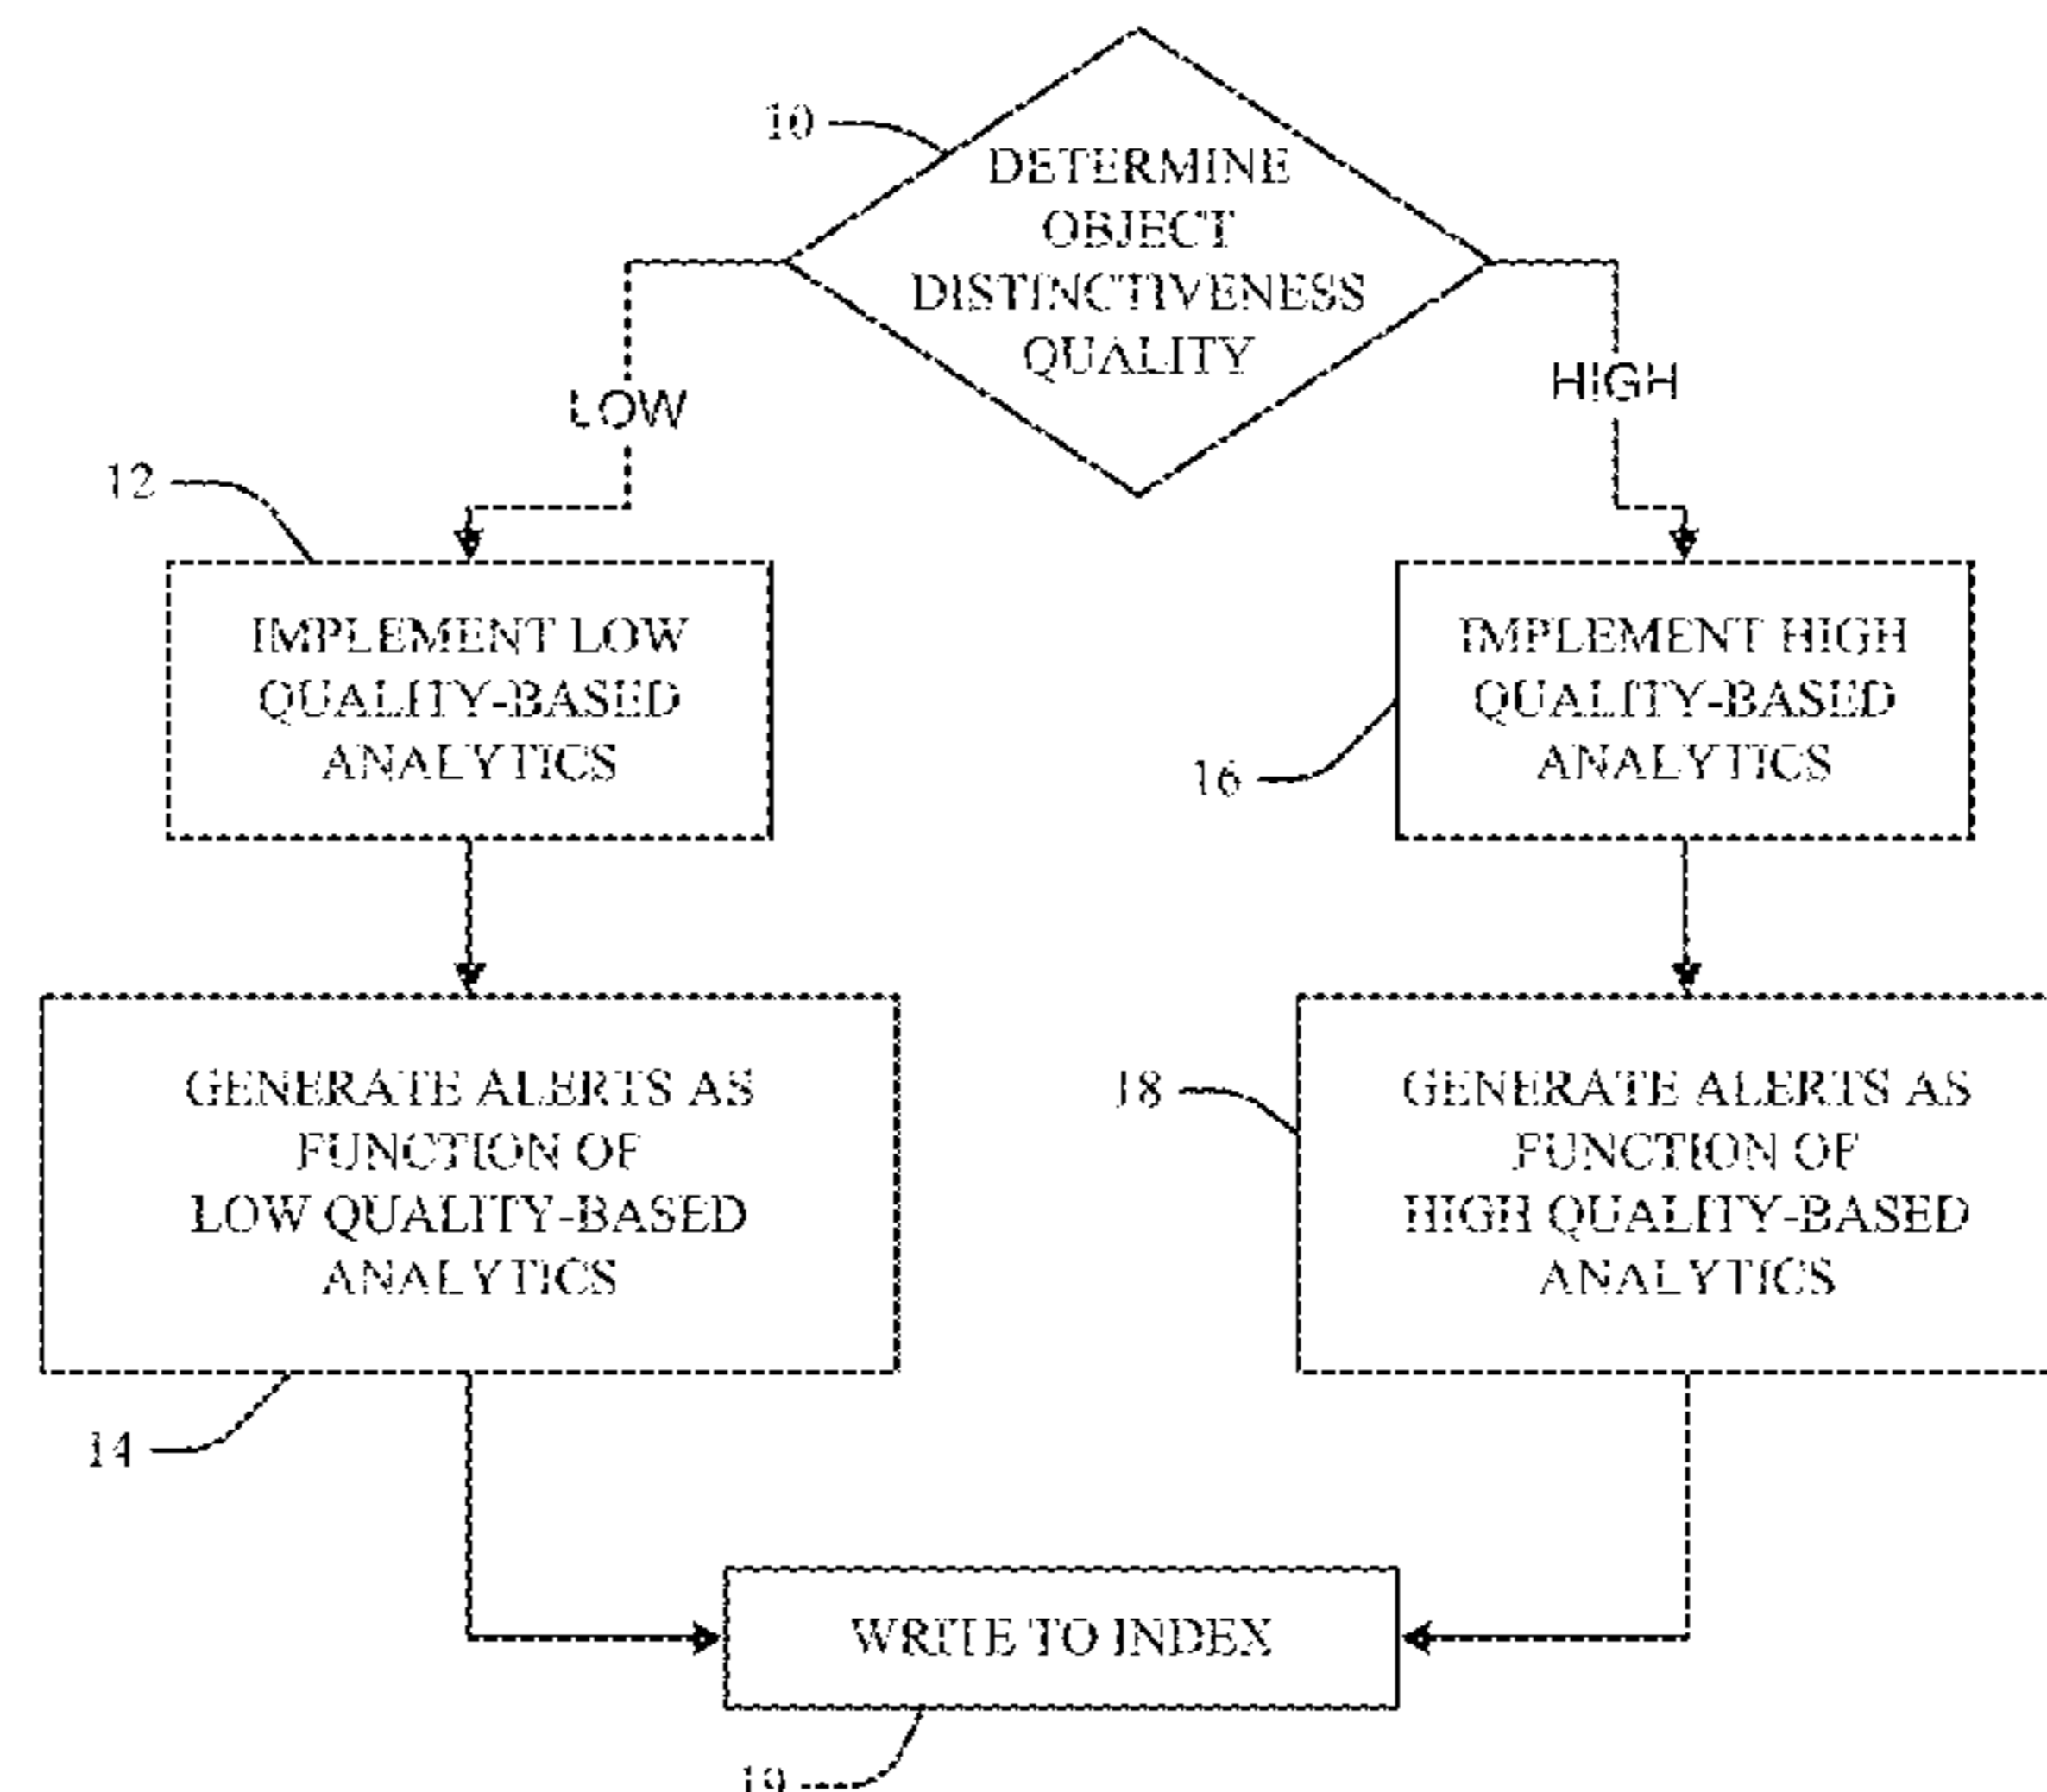 10
DETERMINE
OBJECT
DISTINCTIVENESS
QUALITY
LOW
HIGH
12
IMPLEMENT LOW
QUALITY-BASED
ANALYTICS
16
IMPLEMENT HIGH
QUALITY-BASED
ANALYTICS
GENERATE ALERTS AS
FUNCTION OF
LOW QUALITY-BASED
ANALYTICS
14
18
GENERATE ALERTS AS
FUNCTION OF
HIGH QUALITY-BASED
ANALYTICS
WRITE TO INDEX
19